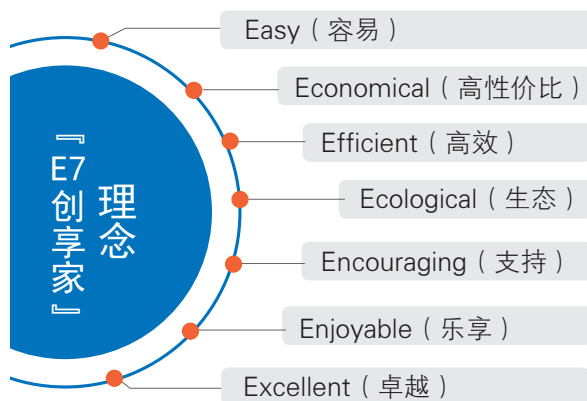 『E7创享家』
理念
Easy（容易）
Economical（高性价比）
Efficient（高效）
Ecological（生态）
Encouraging（支持）
Enjoyable（乐享）
Excellent（卓越）